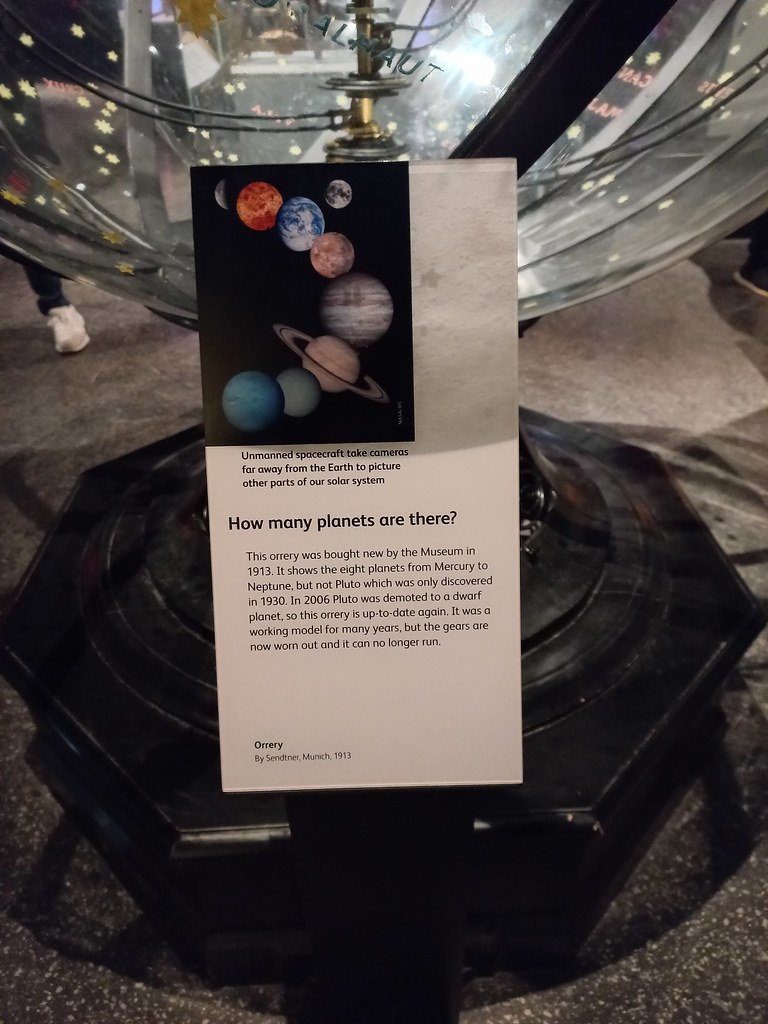 MALHAUT
Unmanned spacecraft take cameras
far away from the Earth to picture
other parts of our solar system
How many planets are there?
This orrery was bought new by the Museum in
1913. It shows the eight planets from Mercury to
Neptune, but not Pluto which was only discovered
in 1930. In 2006 Pluto was demoted to a dwarf
planet, so this orrery is up-to-date again. It was a
working model for many years, but the gears are
now worn out and it can no longer run.
Orrery
By Sendtner, Munich, 1913